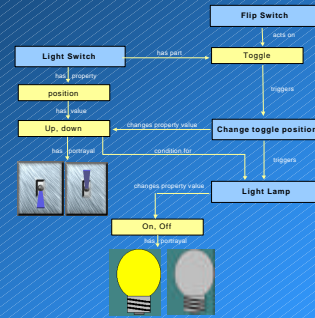 Flip Switch
acts on
Light Switch
has part
Toggle
has property
triggers
position
has value
Up, down
changes property value
Change toggle position
has portrayal
condition for
triggers
changes property value
Light Lamp
On, Off
has portrayal